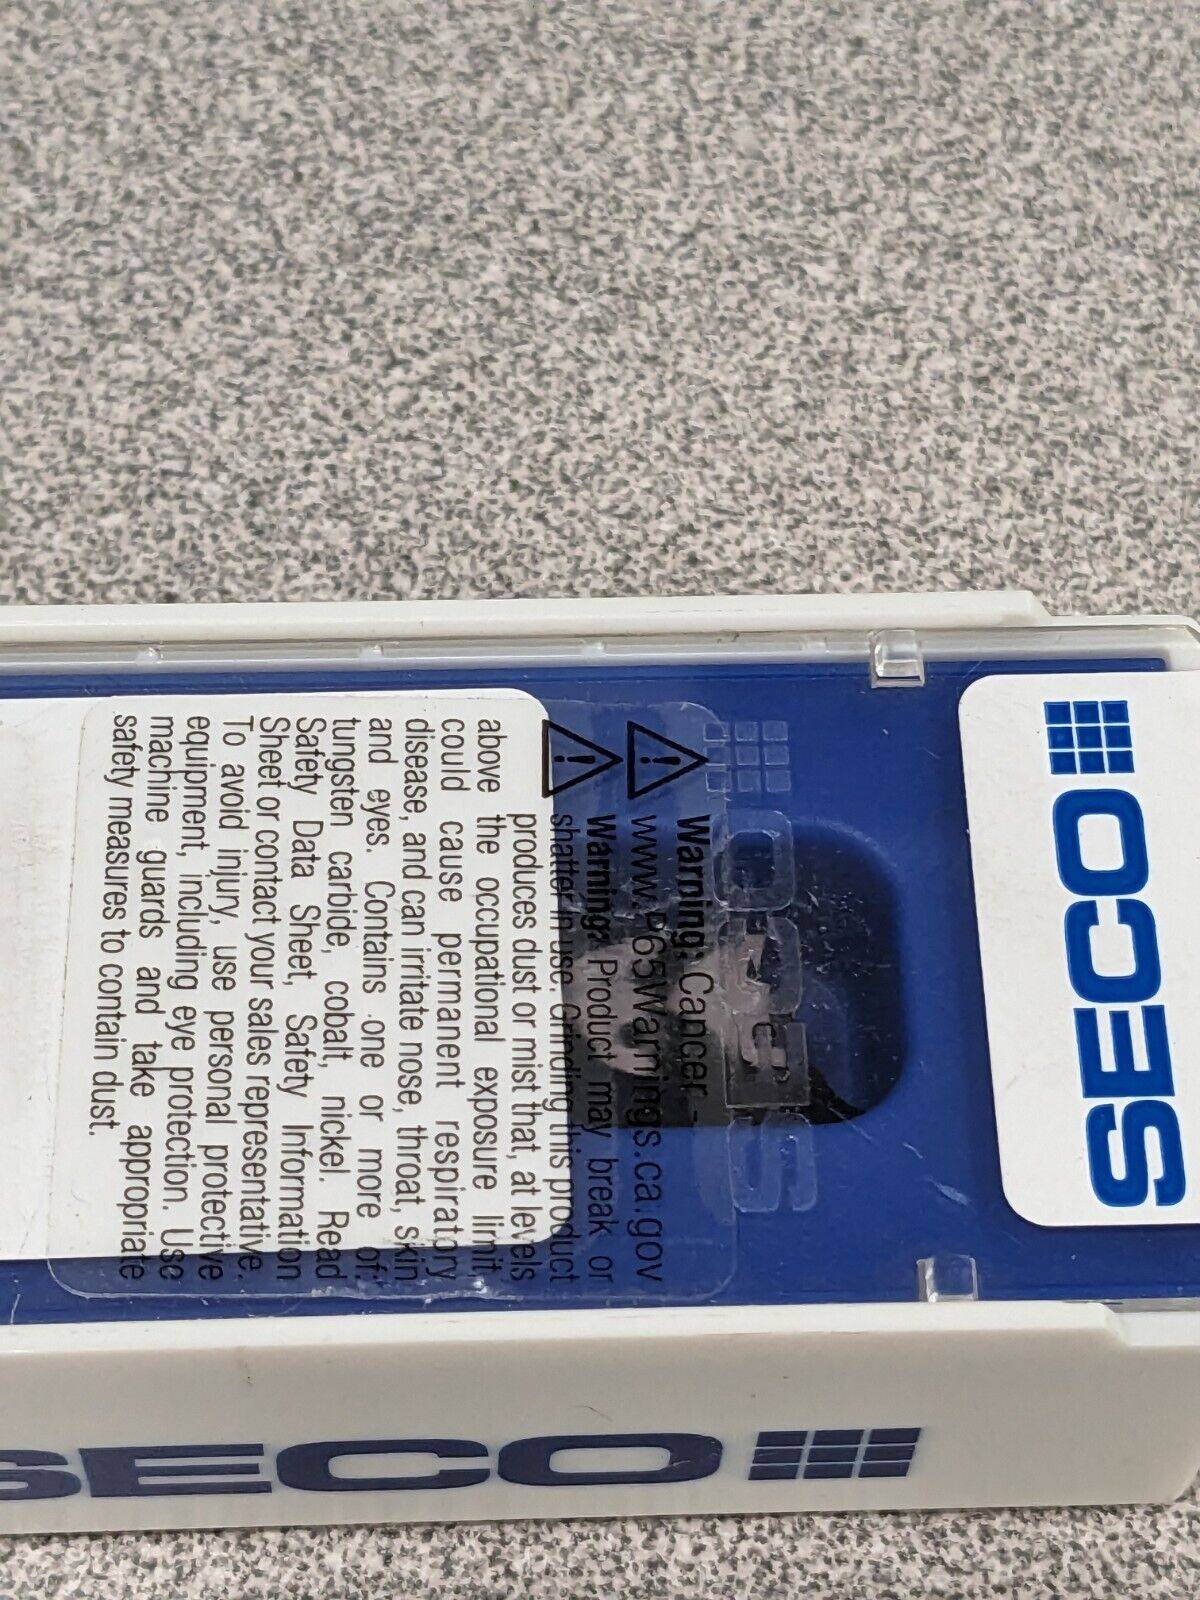 SECO
SECO
Warning: Cancer -
www.P65Warnings.ca.gov
Warning: Product may break or
shatter in use. Grinding this product
produces dust or mist that, at levels
above the occupational exposure limit
could cause permanent respiratory
disease, and can irritate nose, throat, skin
and eyes. Contains one or more of:
tungsten carbide, cobalt, nickel. Read
Safety Data Sheet, Safety Information
Sheet or contact your sales representative.
To avoid injury, use personal protective
equipment, including eye protection. Use
machine guards and take appropriate
safety measures to contain dust.
SECO